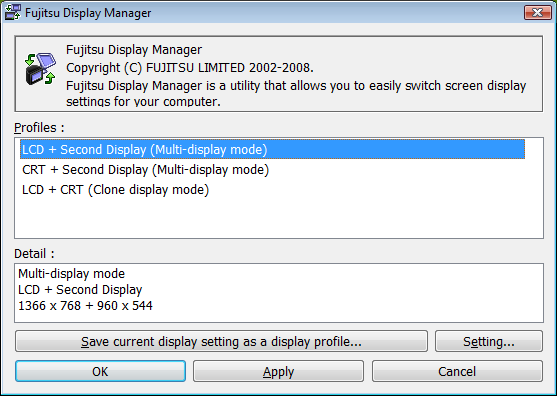 Fujitsu Display Manager
Fujitsu Display Manager
Copyright (C) FUJITSU LIMITED 2002-2008.
Fujitsu Display Manager is a utility that allows you to easily switch screen display
settings for your computer.
Profiles :
LCD + Second Display (Multi-display mode)
CRT + Second Display (Multi-display mode)
LCD + CRT (Clone display mode)
Detail :
Multi-display mode
LCD + Second Display
1366 x 768 + 960 x 544
Save current display setting as a display profile... Setting...
OK Apply Cancel